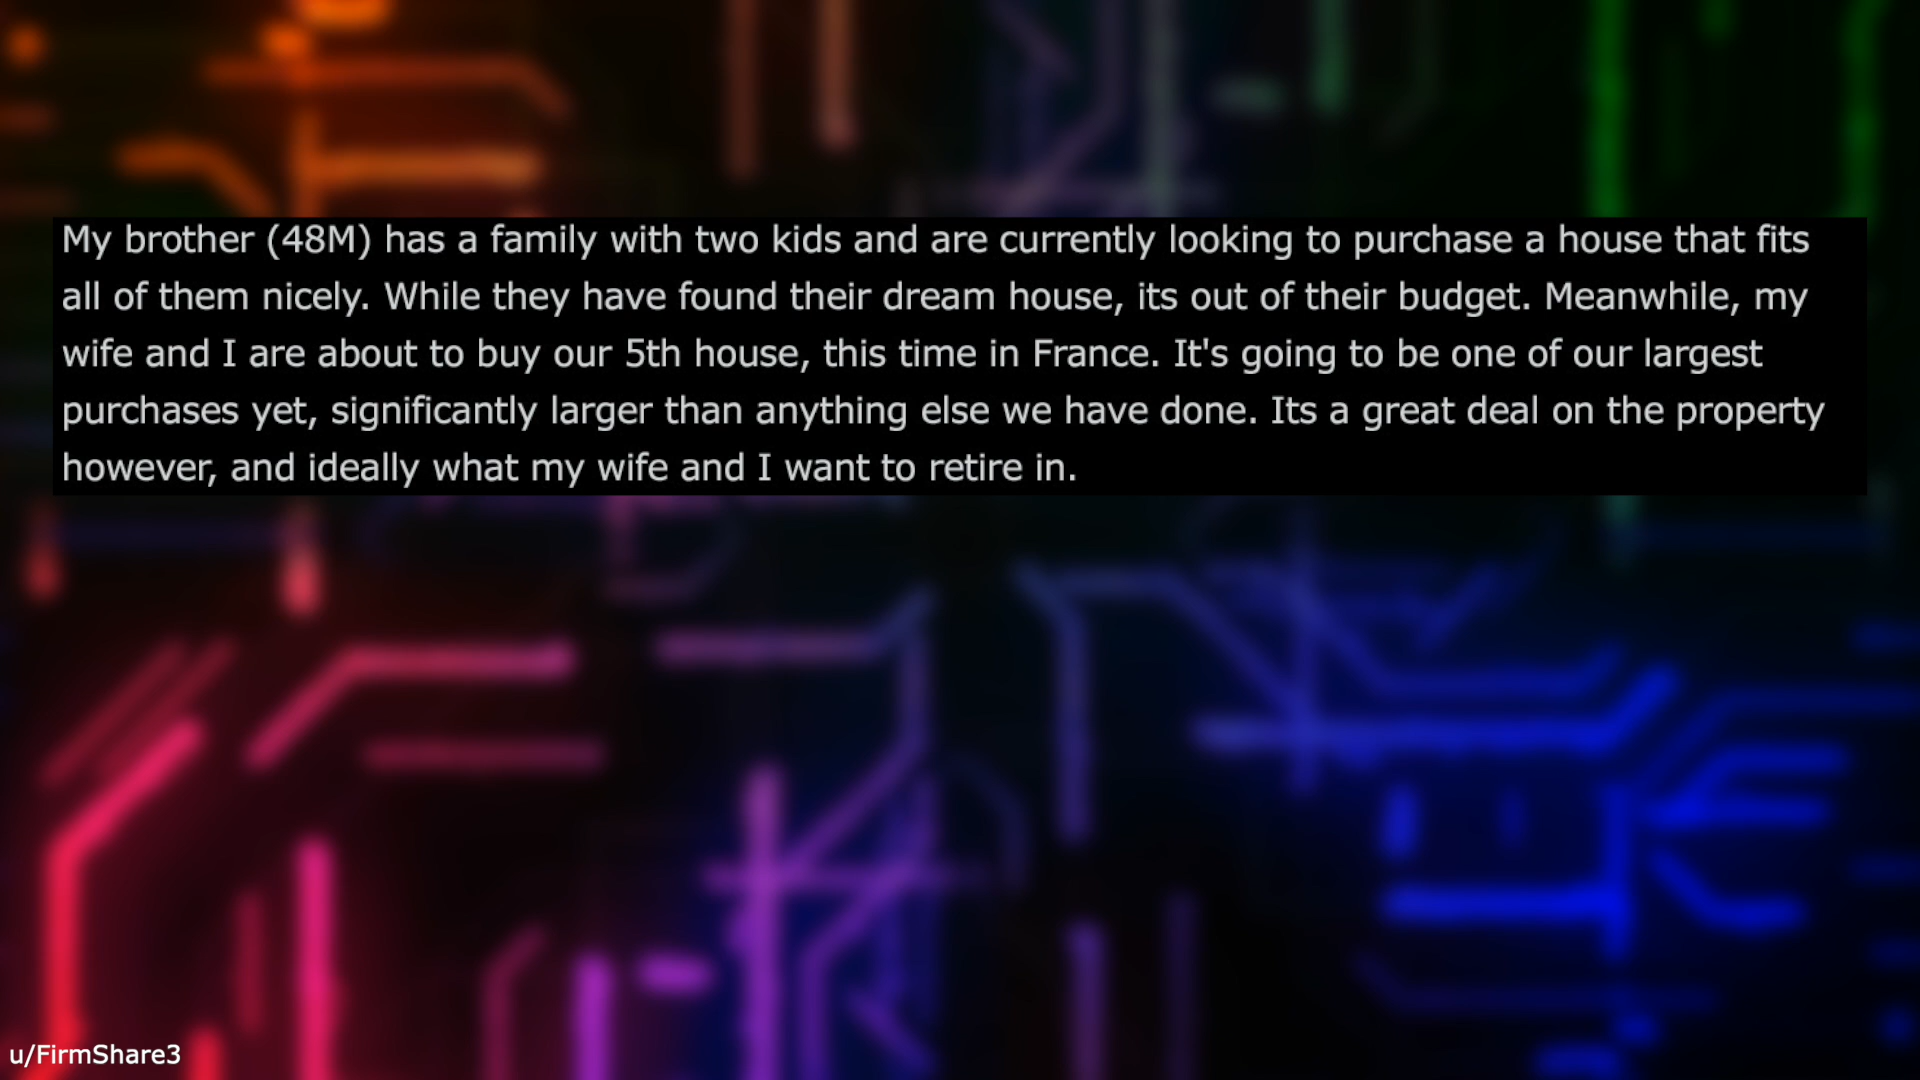 My brother (48M) has a family with two kids and are currently looking to purchase a house that fits
all of them nicely. While they have found their dream house, its out of their budget. Meanwhile, my
wife and I are about to buy our 5th house, this time in France. It's going to be one of our largest
purchases yet, significantly larger than anything else we have done. Its a great deal on the property
however, and ideally what my wife and I want to retire in.
u/FirmShare3